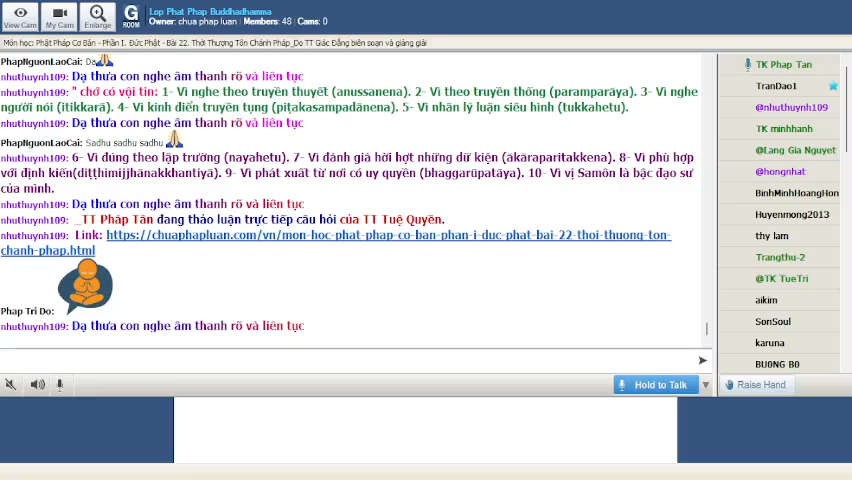 View Cam
My Cam
Enlarge
G
ROOM
Lop Phat Phap Buddhadhamma
Owner: chua phap luan | Members: 48 | Cams: 0
Môn học: Phật Pháp Cơ Bản - Phần I. Đức Phật - Bài 22. Thời Thượng Tôn Chánh Pháp_Do TT Giác Đẳng biên soạn và giảng giải
PhapNguonLaoCai: Dạ
nhuthuynh109: Dạ thưa con nghe âm thanh rõ và liên tục
nhuthuynh109: " chớ có vội tin: 1- Vì nghe theo truyền thuyết (anussanena). 2- Vì theo truyền thống (paramparāya). 3- Vì nghe
người nói (itikkarā). 4- Vì kinh điển truyền tụng (piṭakasampadānena). 5- Vì nhân lý luận siêu hình (tukkahetu).
nhuthuynh109: Dạ thưa con nghe âm thanh rõ và liên tục
PhapNguonLaoCai: Sadhu sadhu sadhu
nhuthuynh109: 6- Vì đúng theo lập trường (nayahetu). 7- Vì đánh giá hời hợt những dữ kiện (ākāraparitakkena). 8- Vì phù hợp
với định kiến(diṭṭhimijjhānakkhantiyā). 9- Vì phát xuất từ nơi có uy quyền (bhaggarūpatāya). 10- Vì vị Samôn là bậc đạo sư
của mình.
nhuthuynh109: Dạ thưa con nghe âm thanh rõ và liên tục
nhuthuynh109: _TT Pháp Tân đang thảo luận trực tiếp câu hỏi của TT Tuệ Quyền.
nhuthuynh109: Link: https://chuaphapluan.com/vn/mon-hoc-phat-phap-co-ban-phan-i-duc-phat-bai-22-thoi-thuong-ton-
chanh-phap.html
Phap Tri Do:
nhuthuynh109: Dạ thưa con nghe âm thanh rõ và liên tục
Hold to Talk
TK Phap Tan
TranDao1
@nhuthuynh109
TK minhhanh
@Lang Gia Nguyet
@hongnhat
BinhMinhHoangHon
Huyenmong2013
thy lam
Trangthu-2
@TK TueTri
aikim
SonSoul
karuna
BUONG BO
Raise Hand